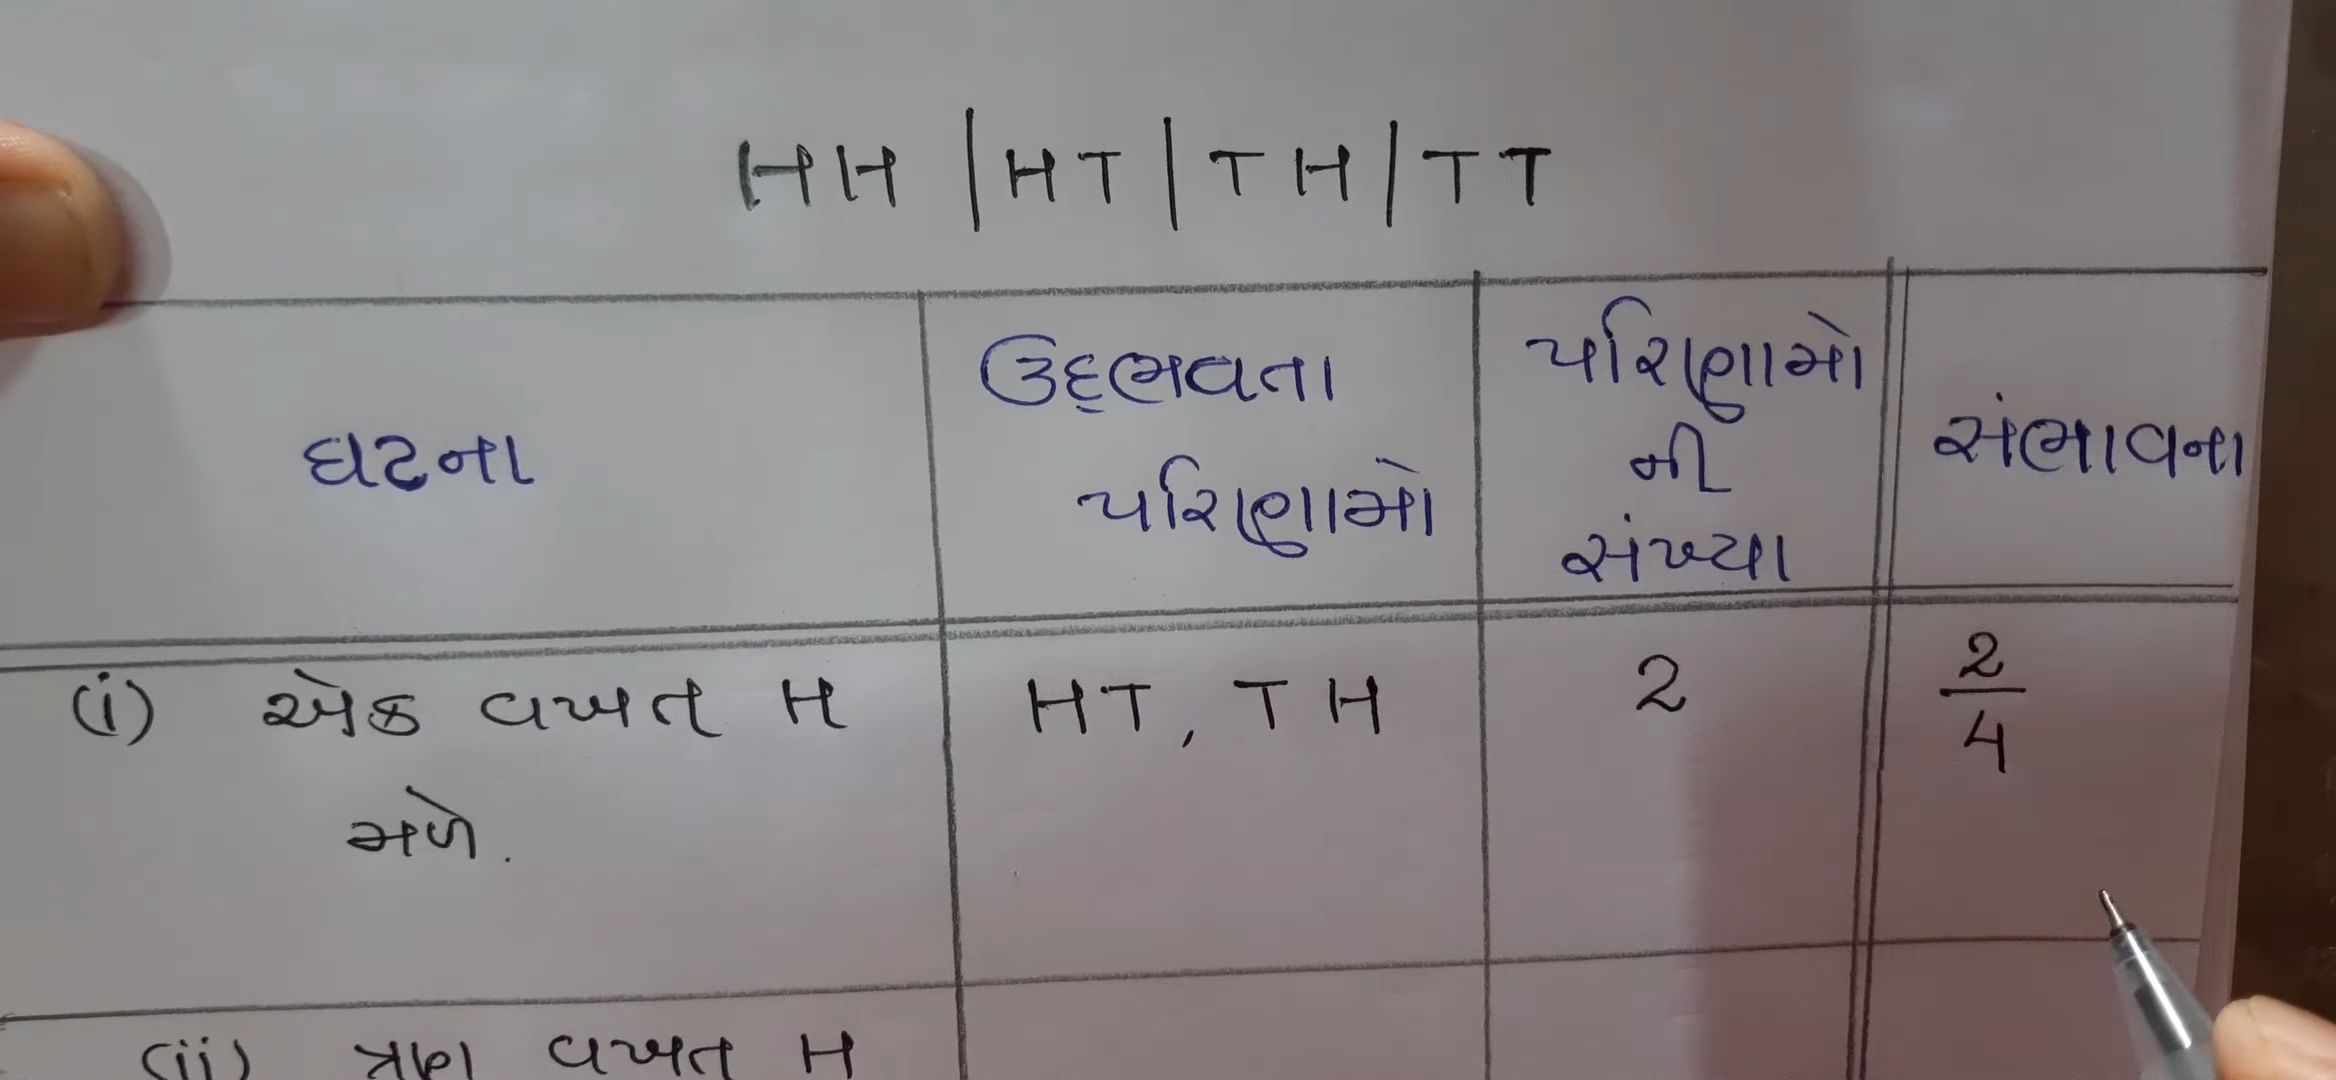 HH | HT | TH | TT
ઘટના
ઉદ્દભવતા
પરિણામો
પરિણામો
ની
સંખ્યા
સંભાવના
(i) એક વખત H
મળે.
HT, TH
2
2
4
(ii) ત્રણ વખત H